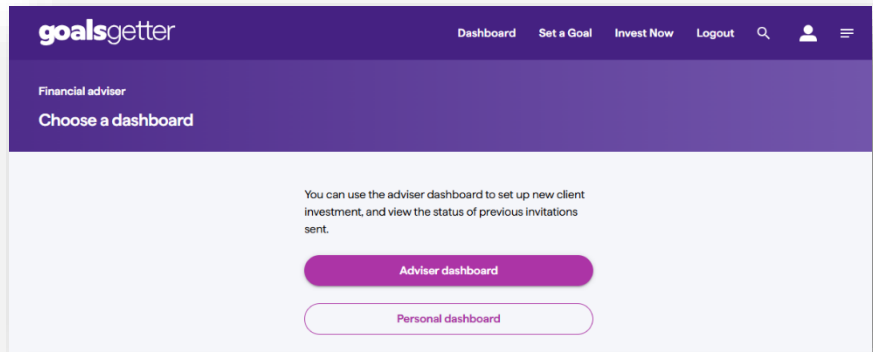 goalsgetter
Dashboard Set a Goal Invest Now Logout
Financial adviser
Choose a dashboard
You can use the adviser dashboard to set up new client
investment, and view the status of previous invitations
sent.
Adviser dashboard
Personal dashboard